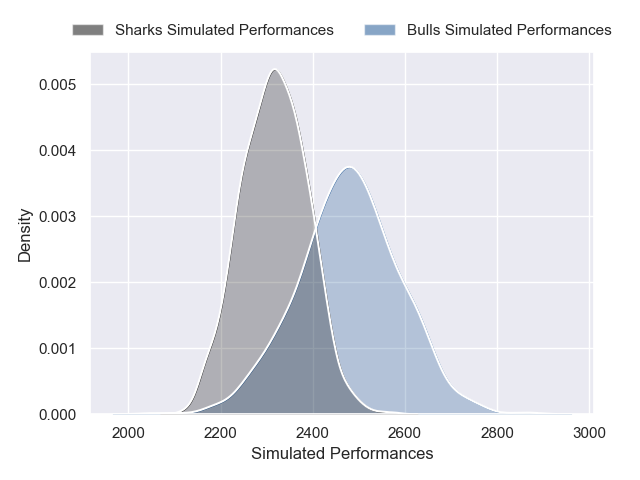 Sharks Simulated Performances Bulls Simulated Performances
0.005
0.004
0.003
0.002
0.001
0.000
Density
2000 2200 2400 2600 2800 3000
Simulated Performances